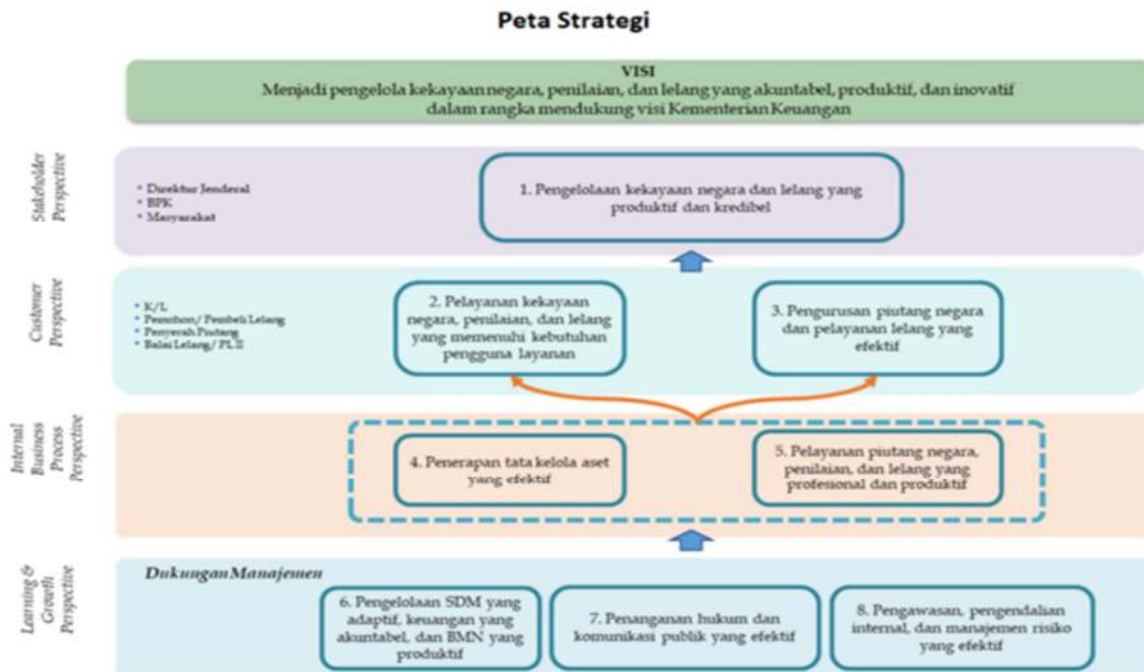 Peta Strategi
VISI
Menjadi pengelola kekayaan negara, penilaian, dan lelang yang akuntabel, produktif, dan inovatif
dalam rangka mendukung visi Kementerian Keuangan
Stakeholder
Perspective
• Direktur Jenderal
• BPK
• Masyarakat
1. Pengelolaan kekayaan negara dan lelang yang
produktif dan kredibel
Customer
Perspective
• K/L
• Pemohon/ Pembeli Lelang
• Penyerah Piutang
• Balai Lelang/ PL II
2. Pelayanan kekayaan
negara, penilaian, dan lelang
yang memenuhi kebutuhan
pengguna layanan
3. Pengurusan piutang negara
dan pelayanan lelang yang
efektif
Internal
Business
Process
Perspective
4. Penerapan tata kelola aset
yang efektif
5. Pelayanan piutang negara,
penilaian, dan lelang yang
profesional dan produktif
Learning &
Growth
Perspective
Dukungan Manajemen
6. Pengelolaan SDM yang
adaptif, keuangan yang
akuntabel, dan BMN yang
produktif
7. Penanganan hukum dan
komunikasi publik yang efektif
8. Pengawasan, pengendalian
internal, dan manajemen risiko
yang efektif